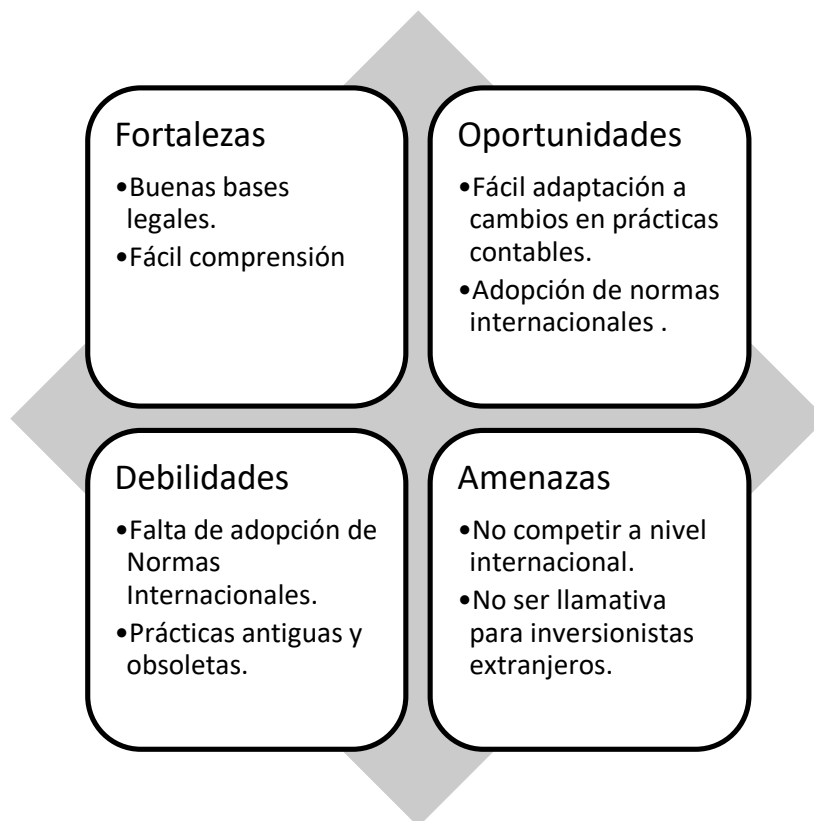 Fortalezas
•Buenas bases
legales.
•Fácil comprensión
Oportunidades
•Fácil adaptación a
cambios en prácticas
contables.
•Adopción de normas
internacionales .
Debilidades
•Falta de adopción de
Normas
Internacionales.
•Prácticas antiguas y
obsoletas.
Amenazas
•No competir a nivel
internacional.
•No ser llamativa
para inversionistas
extranjeros.